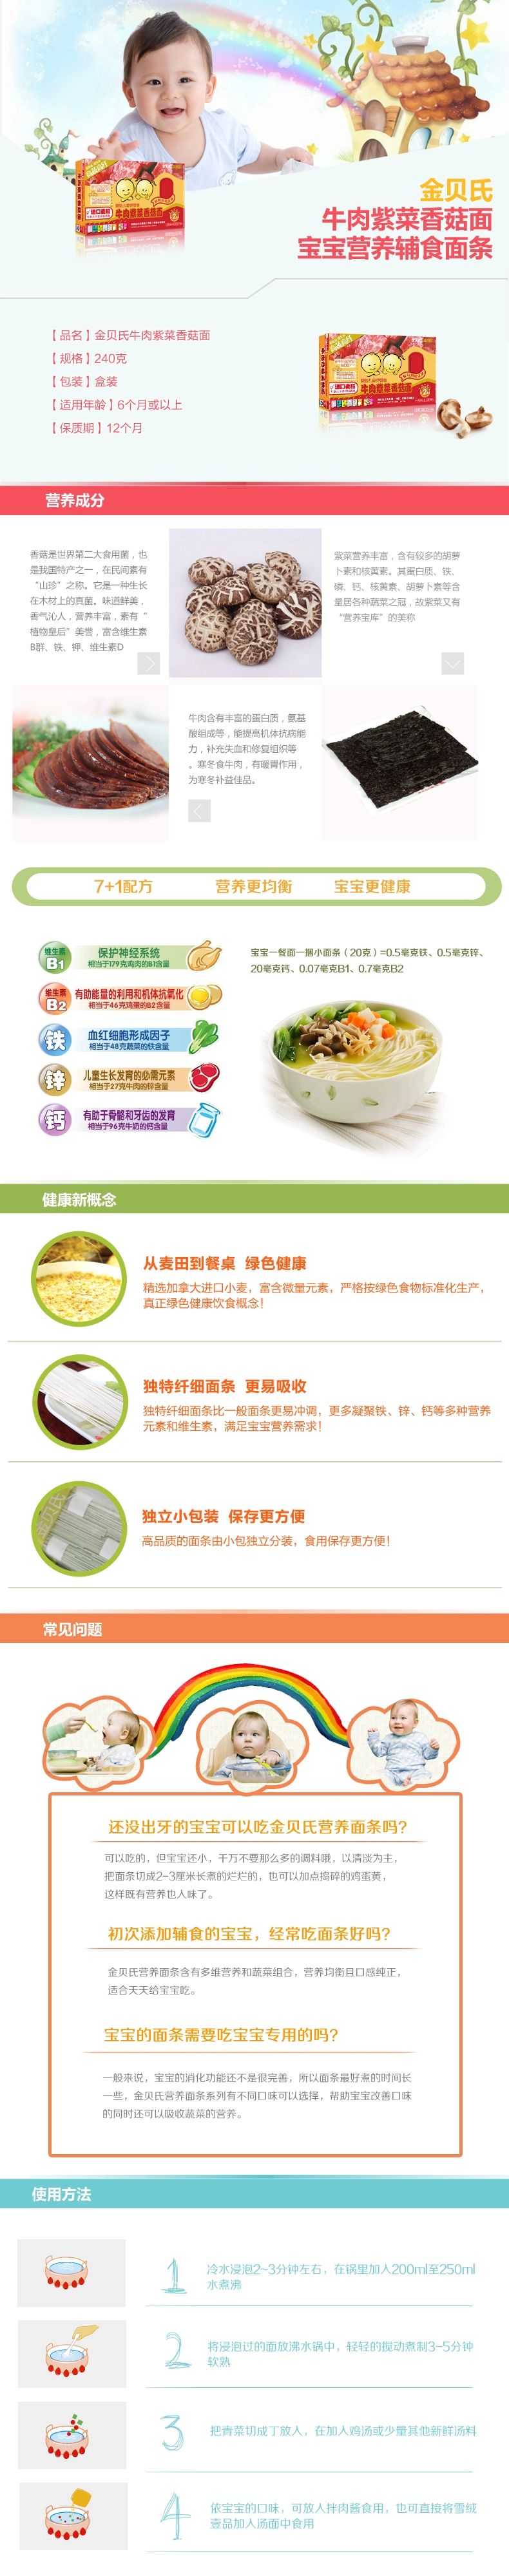 金贝氏
牛肉紫菜香菇面
宝宝营养辅食面条
牛肉紫菜香菇面
【品名】金贝氏牛肉紫菜香菇面
【规格】240克
【包装】盒装
【适用年龄】6个月或以上
【保质期】12个月
牛肉紫菜香菇面
营养成分
香菇是世界第二大食用菌，也
是我国特产之一，在民间素有
“山珍”之称。它是一种生长
在木材上的真菌。味道鲜美，
香气沁人，营养丰富，素有“
植物皇后”美誉，富含维生素
B群、铁、钾、维生素D
紫菜营养丰富，含有较多的胡萝
卜素和核黄素。其蛋白质、铁、
磷、钙、核黄素、胡萝卜素等含
量居各种蔬菜之冠，故紫菜又有
“营养宝库”的美称
牛肉含有丰富的蛋白质，氨基
酸组成等，能提高机体抗病能
力，补充失血和修复组织等
。寒冬食牛肉，有暖胃作用，
为寒冬补益佳品。
7+1配方 营养更均衡 宝宝更健康
维生素
B1
保护神经系统
相当于179克鸡肉的B1含量
维生素
B2
有助能量的利用和机体抗氧化
相当于46克鸡蛋的B2含量
铁
血红细胞形成因子
相当于48克蔬菜的铁含量
锌
儿童生长发育的必需元素
相当于27克牛肉的锌含量
钙
有助于骨骼和牙齿的发育
相当于96克牛奶的钙含量
宝宝一餐面一捆小面条（20克）=0.5毫克铁、0.5毫克锌、
20毫克钙、0.07毫克B1、0.7毫克B2
健康新概念
从麦田到餐桌 绿色健康
精选加拿大进口小麦，富含微量元素，严格按绿色食物标准化生产，
真正绿色健康饮食概念！
独特纤细面条 更易吸收
独特纤细面条比一般面条更易冲调，更多凝聚铁、锌、钙等多种营养
元素和维生素，满足宝宝营养需求！
独立小包装 保存更方便
高品质的面条由小包独立分装，食用保存更方便！
常见问题
还没出牙的宝宝可以吃金贝氏营养面条吗?
可以吃的，但宝宝还小，千万不要那么多的调料哦，以清淡为主，
把面条切成2-3厘米长煮的烂烂的，也可以加点捣碎的鸡蛋黄，
这样既有营养也入味了。
初次添加辅食的宝宝，经常吃面条好吗?
金贝氏营养面条含有多维营养和蔬菜组合，营养均衡且口感纯正，
适合天天给宝宝吃。
宝宝的面条需要吃宝宝专用的吗?
一般来说，宝宝的消化功能还不是很完善，所以面条最好煮的时间长
一些，金贝氏营养面条系列有不同口味可以选择，帮助宝宝改善口味
的同时还可以吸收蔬菜的营养。
使用方法
1
冷水浸泡2-3分钟左右，在锅里加入200ml至250ml
水煮沸
2
将浸泡过的面放沸水锅中，轻轻的搅动煮制3-5分钟
软熟
3
把青菜切成丁放入，在加入鸡汤或少量其他新鲜汤料
4
依宝宝的口味，可放入拌肉酱食用，也可直接将雪绒
壹品加入汤面中食用